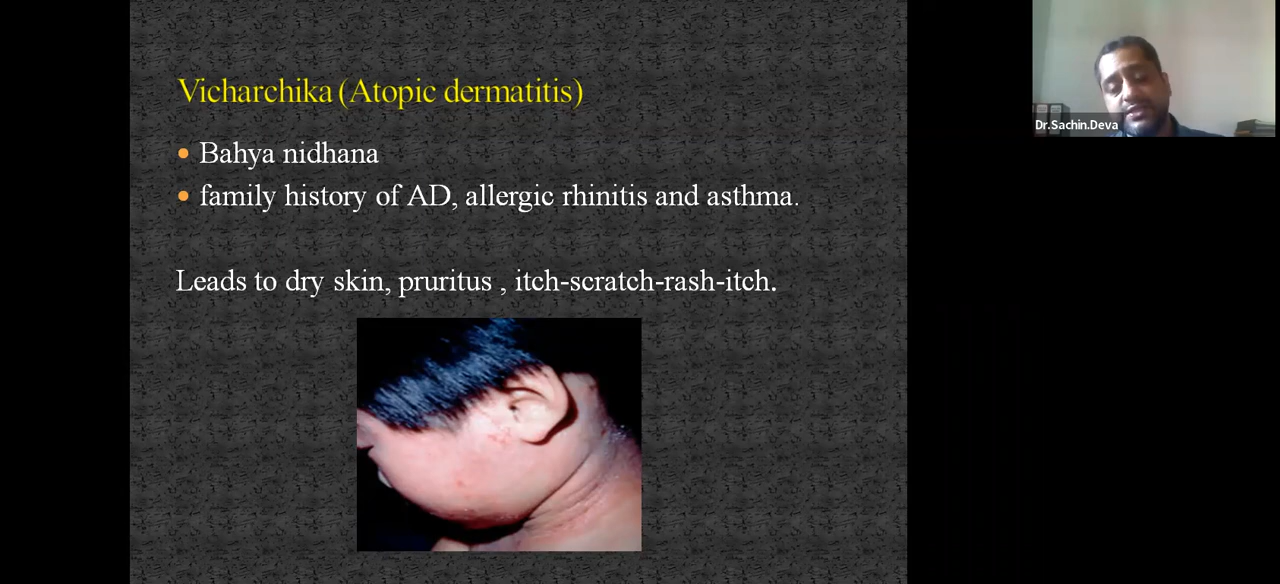 Vicharchika (Atopic dermatitis)
Bahya nidhana
family history of AD, allergic rhinitis and asthma.
Leads to dry skin, pruritus , itch-scratch-rash-itch.
Dr.Sachin.Deva